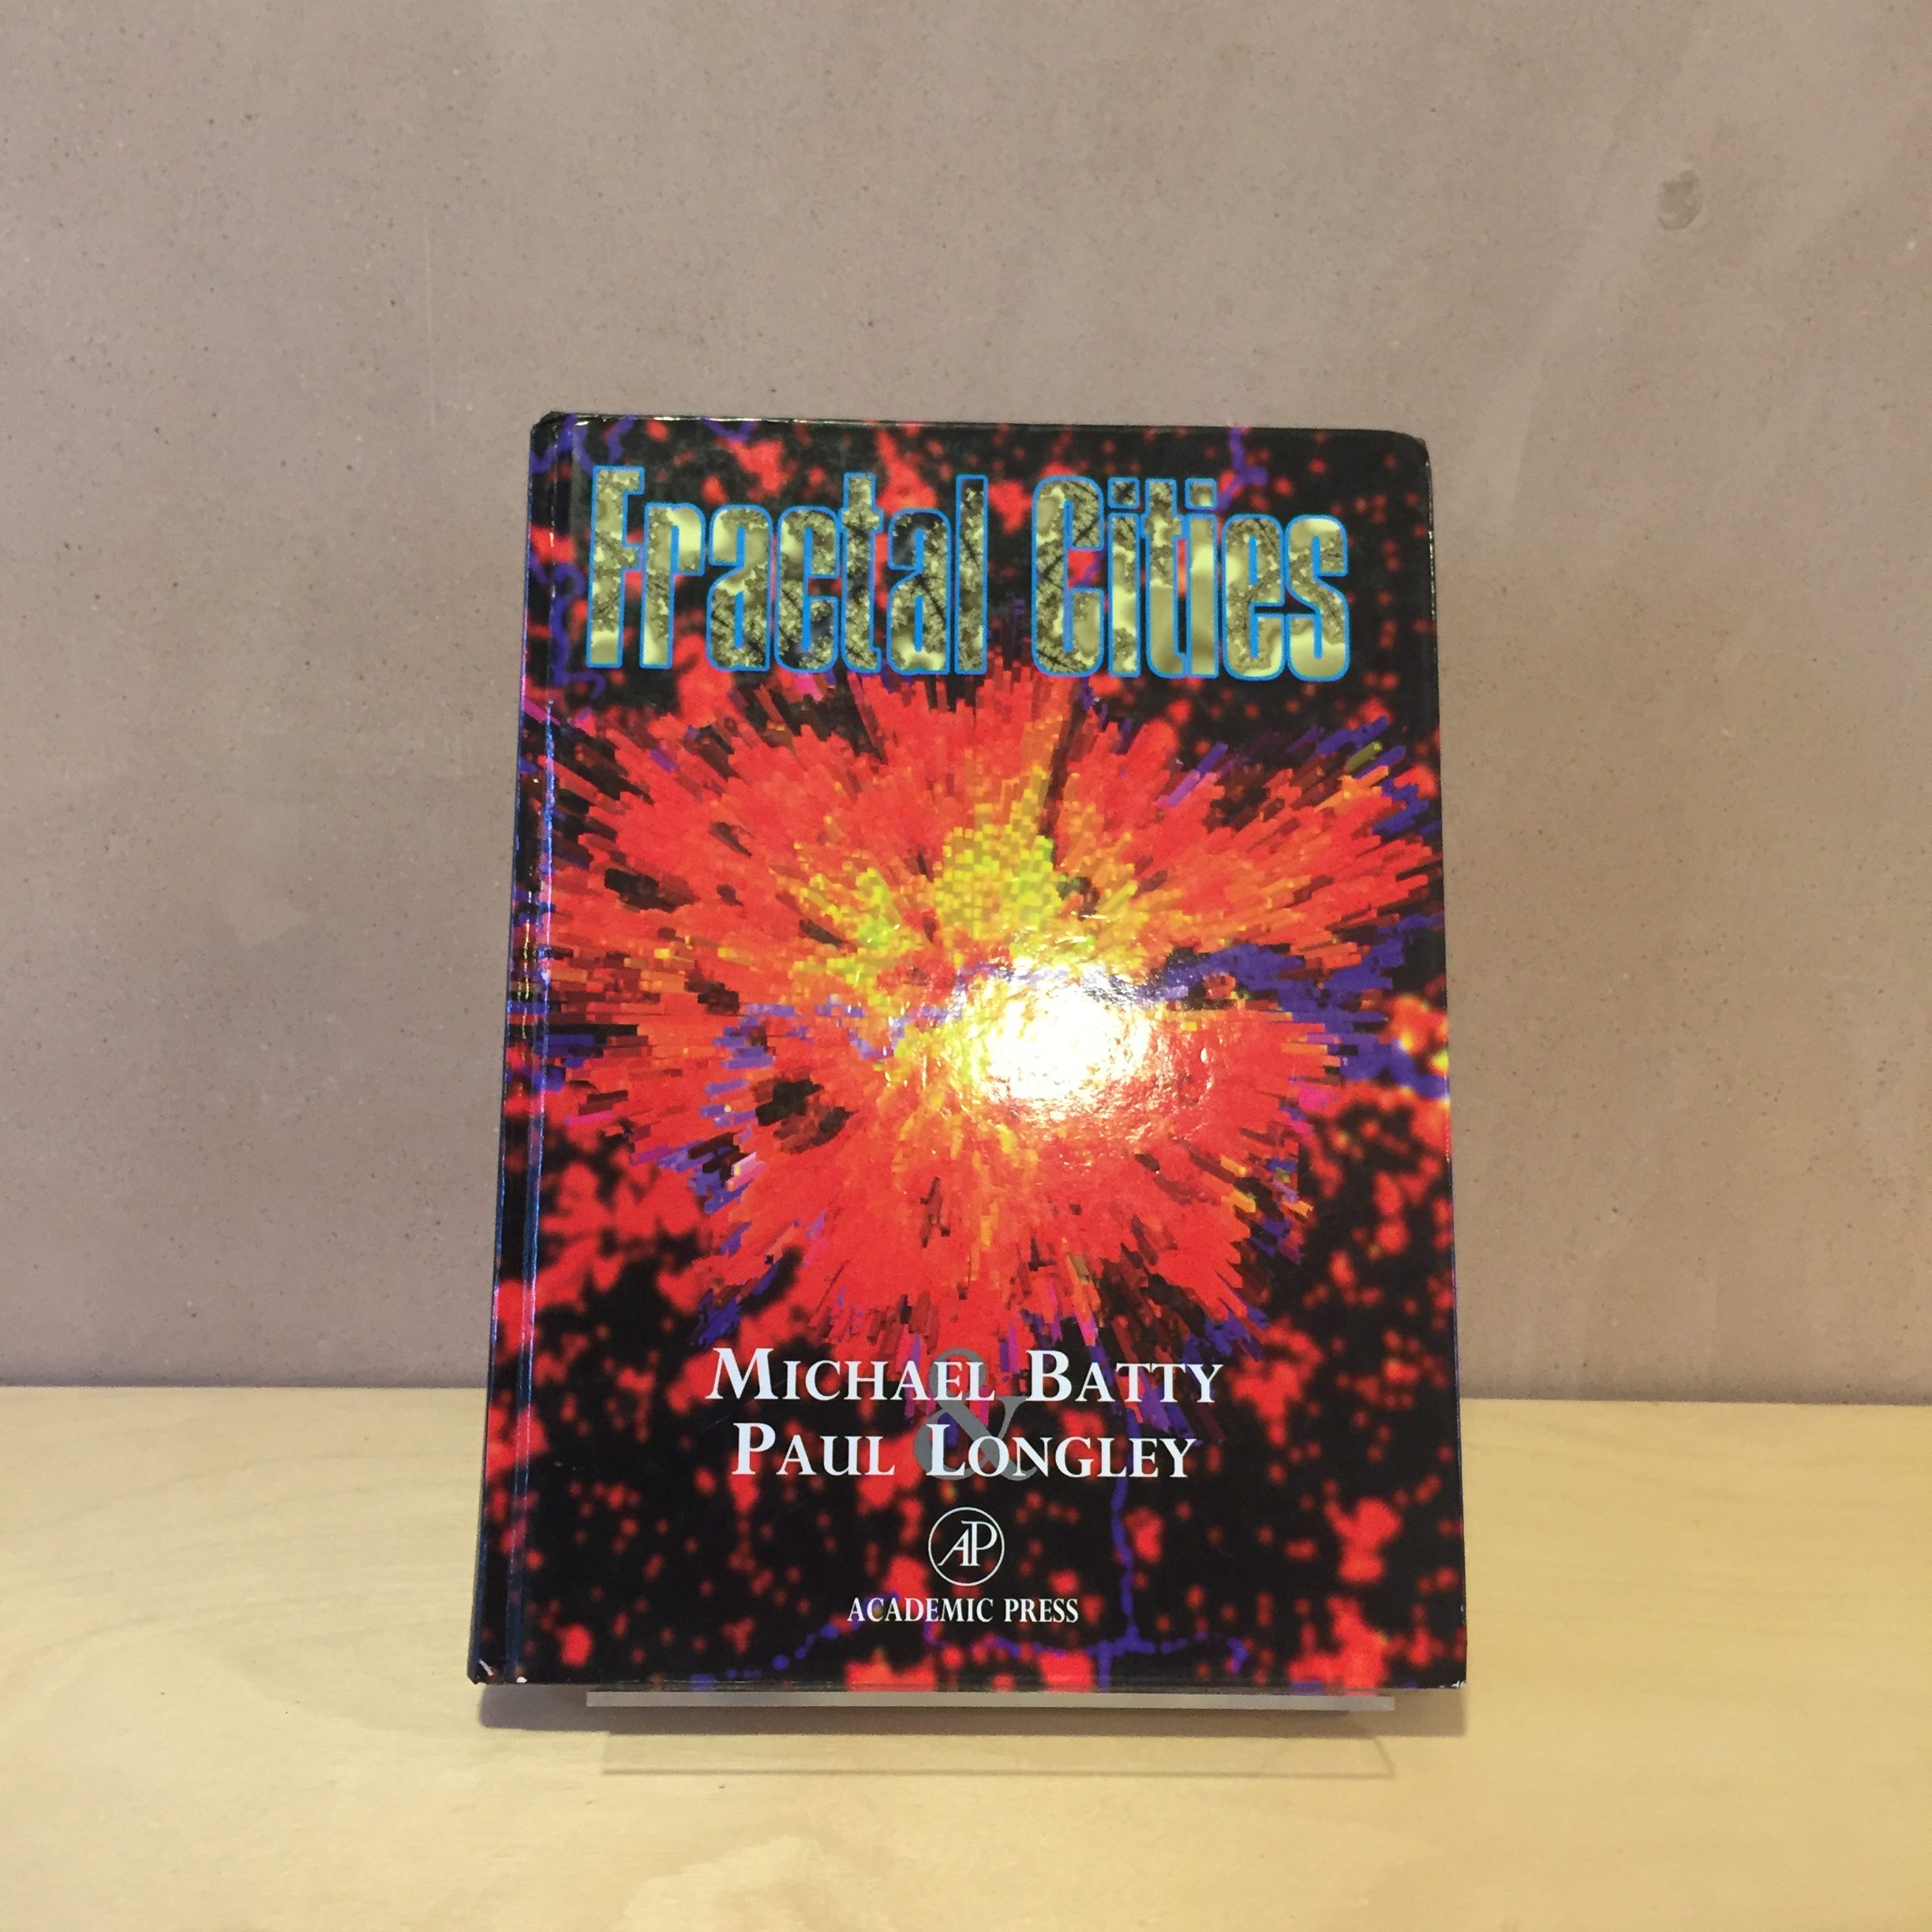 Fractal Cities
MICHAEL BATTY
&
PAUL LONGLEY
AP
ACADEMIC PRESS